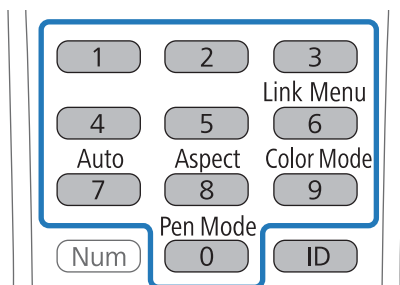 1 2 3
Link Menu
4 5 6
Auto Aspect Color Mode
7 8 9
Pen Mode
Num 0 ID